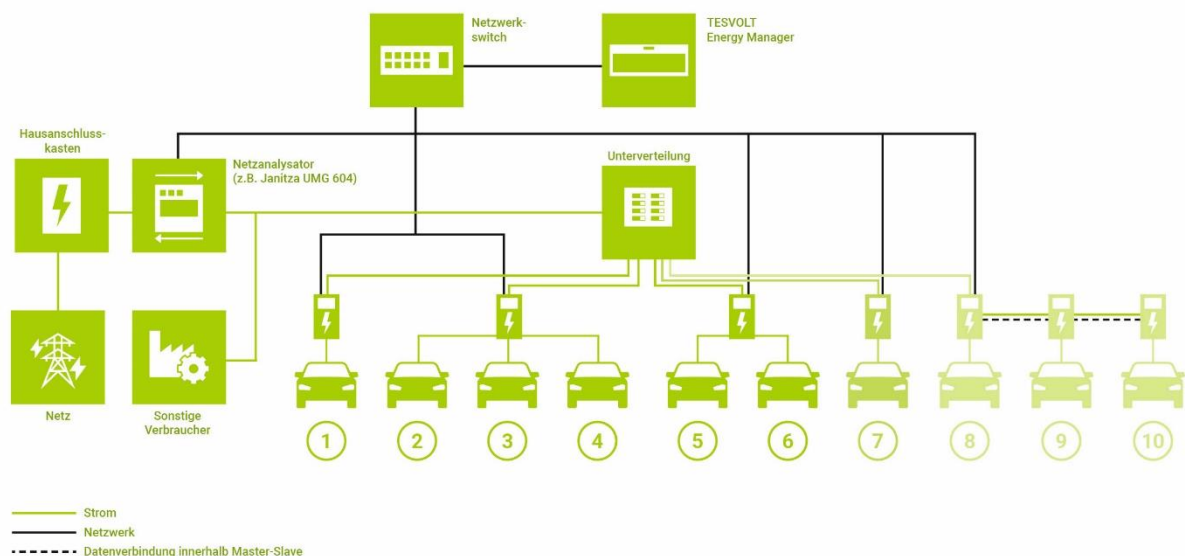 Netzwerk-
switch
TESVOLT
Energy Manager
Hausanschluss-
kasten
Netzanalysator
(z.B. Janitza UMG 604)
Unterverteilung
Netz
Sonstige
Verbraucher
1
2
3
4
5
6
7
8
9
10
Strom
Netzwerk
Datenverbindung innerhalb Master-Slave